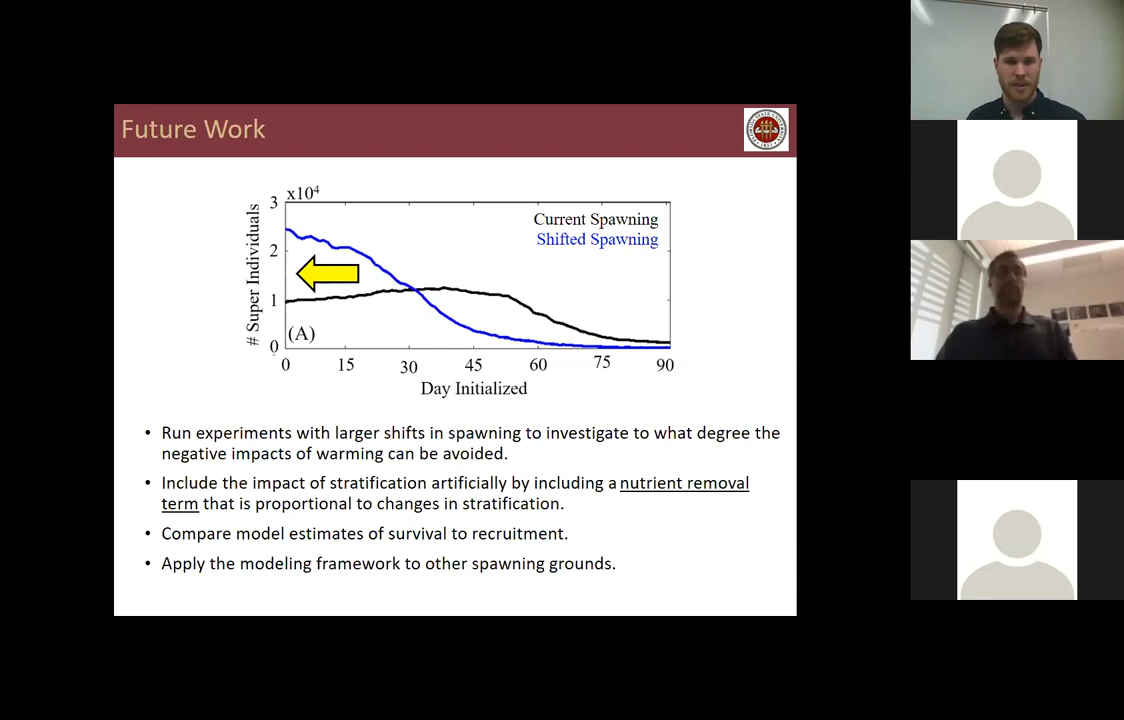 Future Work
x10⁴
3
2
1
0
# Super Individuals
Current Spawning
Shifted Spawning
(A)
0 15 30 45 60 75 90
Day Initialized
• Run experiments with larger shifts in spawning to investigate to what degree the
negative impacts of warming can be avoided.
• Include the impact of stratification artificially by including a nutrient removal
term that is proportional to changes in stratification.
• Compare model estimates of survival to recruitment.
• Apply the modeling framework to other spawning grounds.